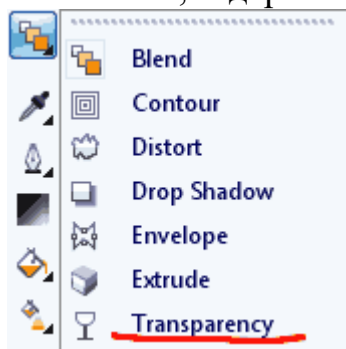 Blend
Contour
Distort
Drop Shadow
Envelope
Extrude
Transparency